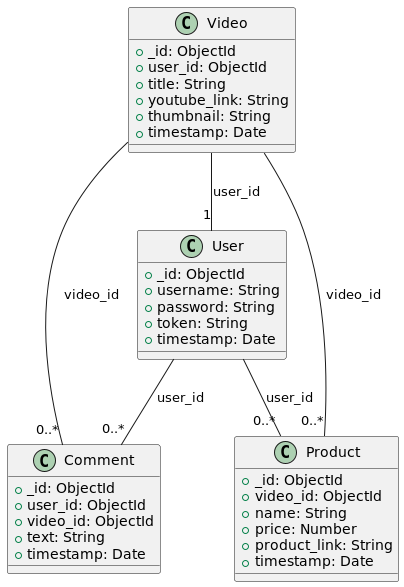 C Video
_id: ObjectId
user_id: ObjectId
title: String
youtube_link: String
thumbnail: String
timestamp: Date
user_id
1
C User
_id: ObjectId
username: String
password: String
token: String
timestamp: Date
video_id
video_id
user_id
user_id
0..*
0..*
0..*
0..*
C Comment
_id: ObjectId
user_id: ObjectId
video_id: ObjectId
text: String
timestamp: Date
C Product
_id: ObjectId
video_id: ObjectId
name: String
price: Number
product_link: String
timestamp: Date